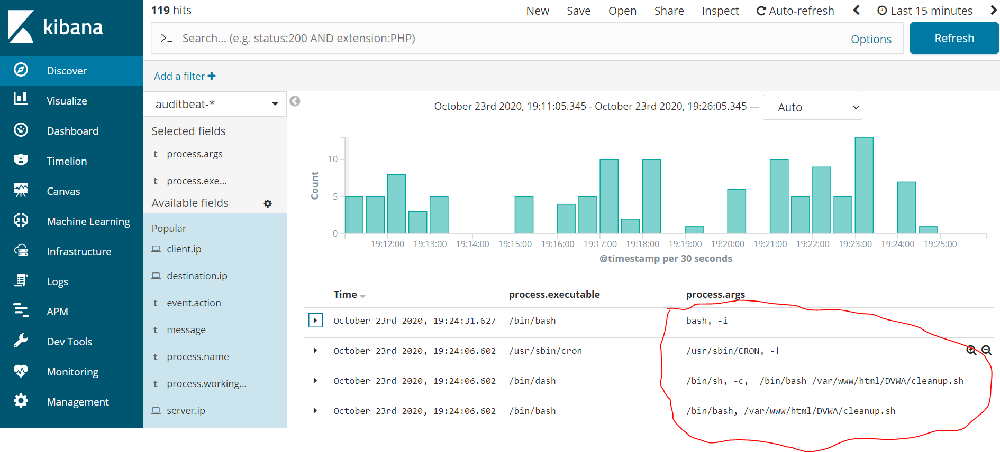 kibana
Discover
Visualize
Dashboard
Timelion
Canvas
Machine Learning
Infrastructure
Logs
APM
Dev Tools
Monitoring
Management
119 hits
New Save Open Share Inspect Auto-refresh Last 15 minutes
>_ Search... (e.g. status:200 AND extension:PHP) Options Refresh
Add a filter +
auditbeat-*
Selected fields
t process.args
t process.exe...
Available fields
Popular
client.ip
destination.ip
t event.action
t message
t process.name
t process.working...
server.ip
October 23rd 2020, 19:11:05.345 - October 23rd 2020, 19:26:05.345 — Auto
Count
10
5
0
19:12:00 19:13:00 19:14:00 19:15:00 19:16:00 19:17:00 19:18:00 19:19:00 19:20:00 19:21:00 19:22:00 19:23:00 19:24:00 19:25:00
@timestamp per 30 seconds
Time process.executable process.args
October 23rd 2020, 19:24:31.627 /bin/bash bash, -i
October 23rd 2020, 19:24:06.602 /usr/sbin/cron /usr/sbin/CRON, -f
October 23rd 2020, 19:24:06.602 /bin/dash /bin/sh, -c, /bin/bash /var/www/html/DVWA/cleanup.sh
October 23rd 2020, 19:24:06.602 /bin/bash /bin/bash, /var/www/html/DVWA/cleanup.sh